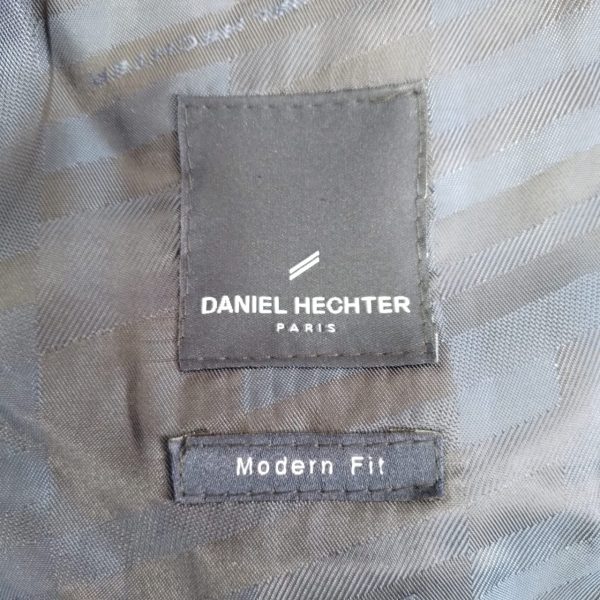 DANIEL HECHTER
PARIS
Modern Fit